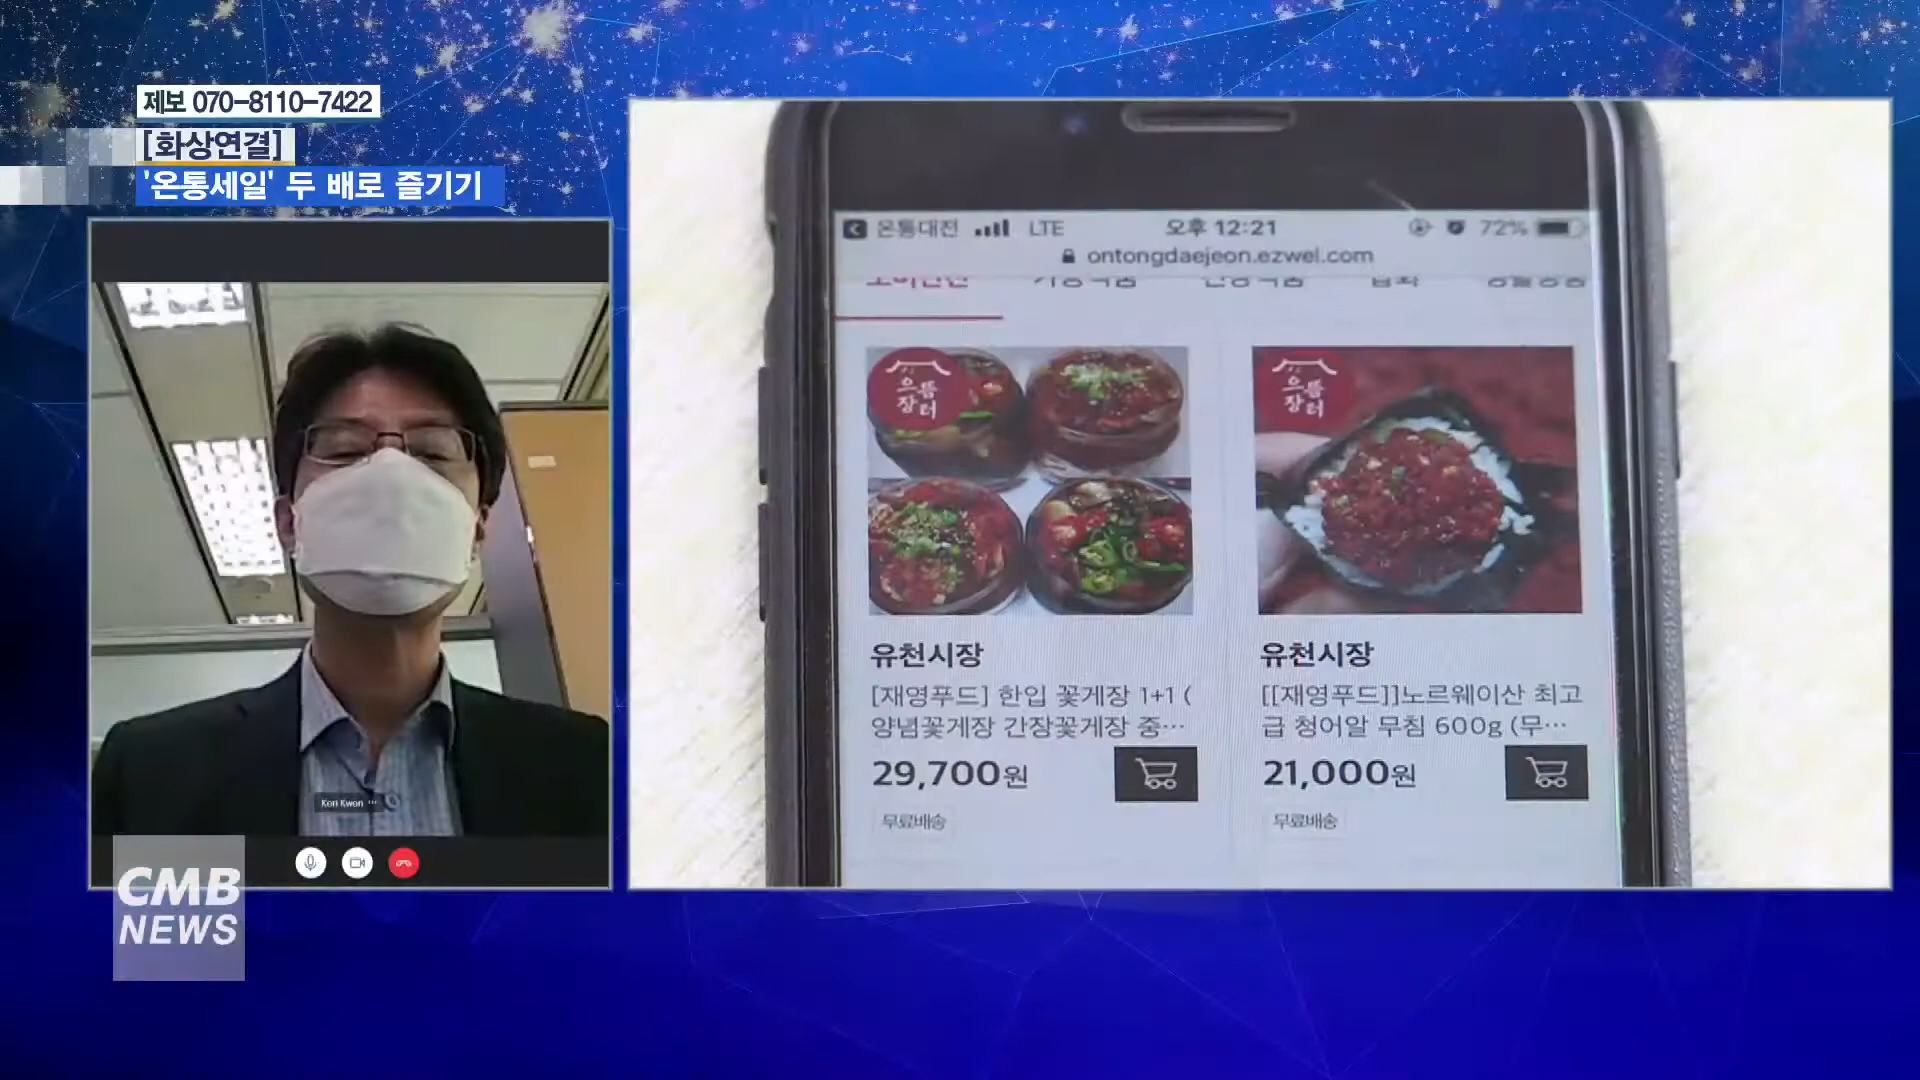 제보 070-8110-7422
[화상연결]
'온통세일' 두 배로 즐기기
온통대전 LTE 오후 12:21 72%
ontongdaejeon.ezwel.com
으뜸
장터
으뜸
장터
유천시장
[재영푸드] 한입 꽃게장 1+1 (
양념꽃게장 간장꽃게장 중…
29,700원
무료배송
유천시장
[[재영푸드]]노르웨이산 최고
급 청어알 무침 600g (무…
21,000원
무료배송
Kori Kwon ...
CMB
NEWS